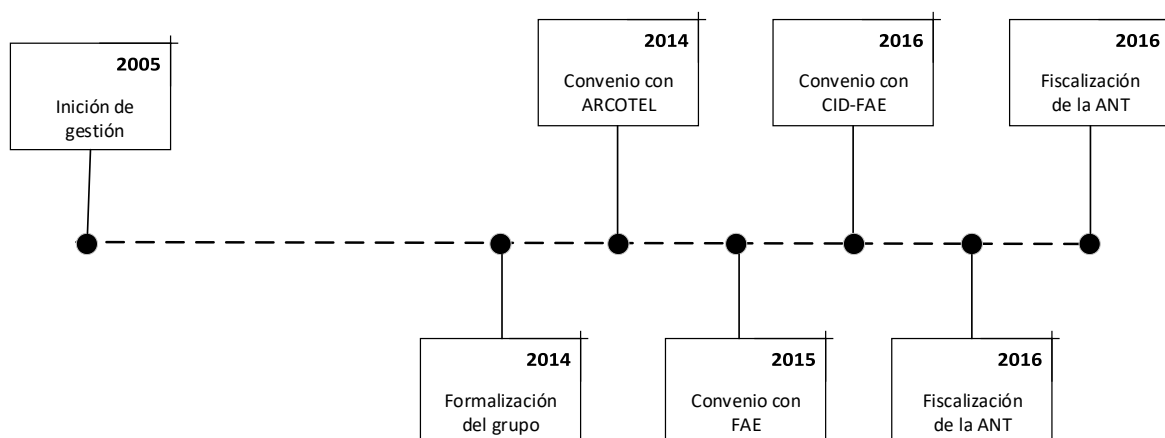 2005
Inición de
gestión
2014
Convenio con
ARCOTEL
2016
Convenio con
CID-FAE
2016
Fiscalización
de la ANT
2014
Formalización
del grupo
2015
Convenio con
FAE
2016
Fiscalización
de la ANT